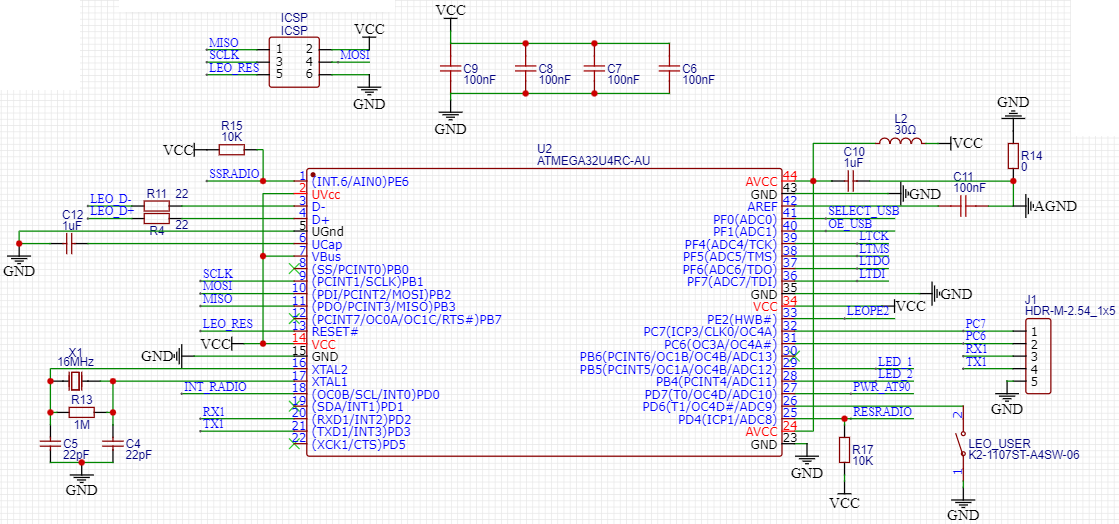 ICSP
ICSP
VCC
MISO
SCLK
LEO_RES
1 2
3 4
5 6
MOSI
GND
VCC
C9
100nF
C8
100nF
C7
100nF
C6
100nF
GND
R15
10K
VCC
SSRADIO
U2
ATMEGA32U4RC-AU
L2
30Ω
VCC
GND
R14
0
C10
1uF
C11
100nF
GND
AGND
LEO_D-
LEO_D+
R11 22
R4 22
C12
1uF
GND
1 (INT.6/AIN0)PE6
2 UVcc
3 D-
4 D+
5 UGnd
6 UCap
7 VBus
8 (SS/PCINT0)PB0
9 (PCINT1/SCLK)PB1
10 (PDI/PCINT2/MOSI)PB2
11 (PDO/PCINT3/MISO)PB3
12 (PCINT7/OC0A/OC1C/RTS#)PB7
13 RESET#
14 VCC
15 GND
16 XTAL2
17 XTAL1
18 (OC0B/SCL/INT0)PD0
19 (SDA/INT1)PD1
20 (RXD1/INT2)PD2
21 (TXD1/INT3)PD3
22 (XCK1/CTS)PD5
AVCC 44
GND 43
AREF 42
PF0(ADC0) 41
PF1(ADC1) 40
PF4(ADC4/TCK) 39
PF5(ADC5/TMS) 38
PF6(ADC6/TDO) 37
PF7(ADC7/TDI) 36
GND 35
VCC 34
PE2(HWB#) 33
PC7(ICP3/CLK0/OC4A) 32
PC6(OC3A/OC4A#) 31
PB6(PCINT6/OC1B/OC4B/ADC13) 30
PB5(PCINT5/OC1A/OC4B/ADC12) 29
PB4(PCINT4/ADC11) 28
PD7(T0/OC4D/ADC10) 27
PD6(T1/OC4D#/ADC9) 26
PD4(ICP1/ADC8) 25
AVCC 24
GND 23
SCLK
MOSI
MISO
LEO_RES
VCC
GND
INT_RADIO
RX1
TX1
X1
16MHz
R13
1M
C5
22pF
C4
22pF
GND
SELECT_USB
OE_USB
LTCK
LTMS
LTDO
LTDI
GND
VCC
LEOPE2
LED_1
LED_2
PWR_AT90
RESRADIO
R17
10K
VCC
GND
J1
HDR-M-2.54_1x5
PC7 1
PC6 2
RX1 3
TX1 4
5
GND
2
LEO_USER
K2-1107ST-A4SW-06
1
GND